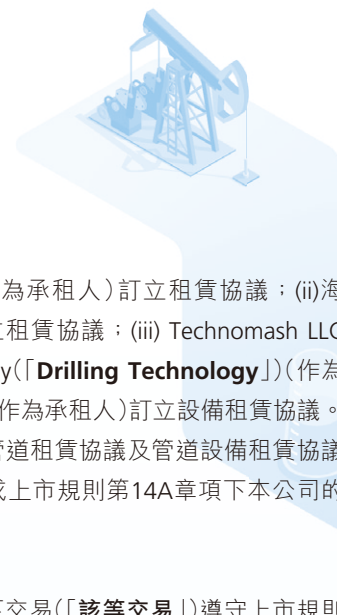 為承租人)訂立租賃協議;(ii)海
立租賃協議;(iii) Technomash LLC
y(「Drilling Technology」)(作為
作為承租人)訂立設備租賃協議。
管道租賃協議及管道設備租賃協議
上市規則第14A章項下本公司的
交易(「該等交易」)遵守上市規則